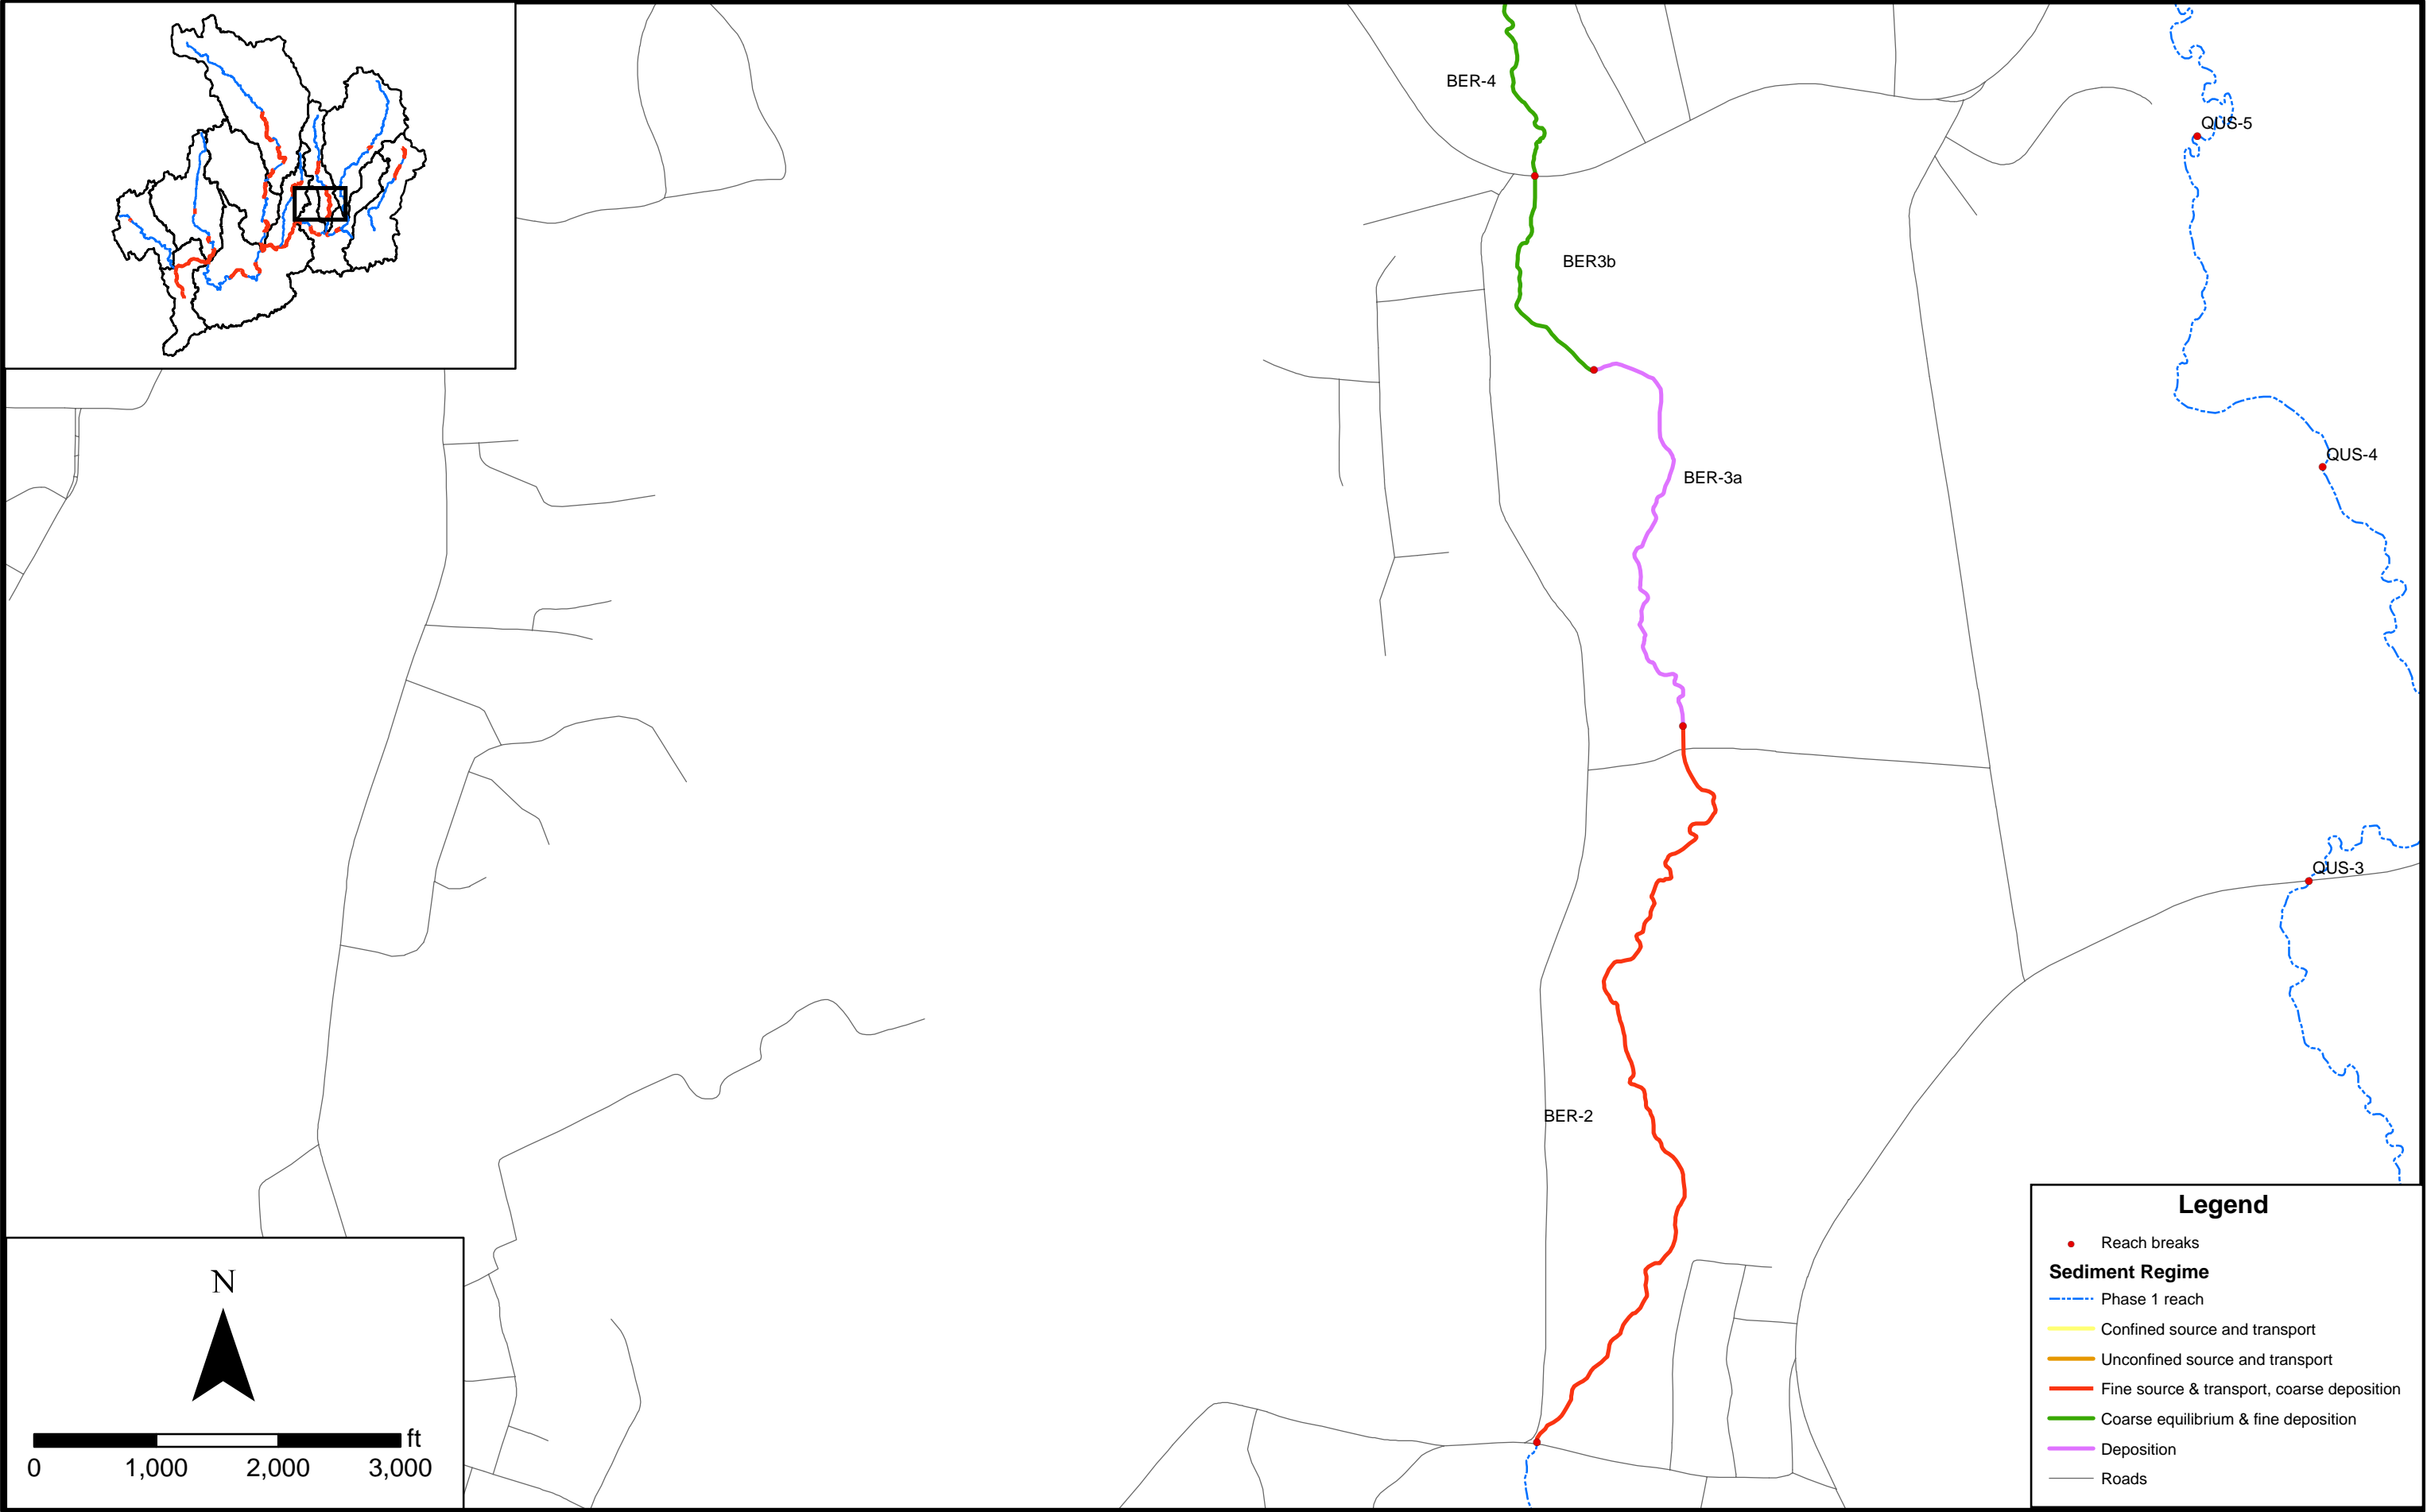 BER-4
QUS-5
BER3b
QUS-4
BER-3a
QUS-3
BER-2
N
ft
0 1,000 2,000 3,000
Legend
Reach breaks
Sediment Regime
Phase 1 reach
Confined source and transport
Unconfined source and transport
Fine source & transport, coarse deposition
Coarse equilibrium & fine deposition
Deposition
Roads